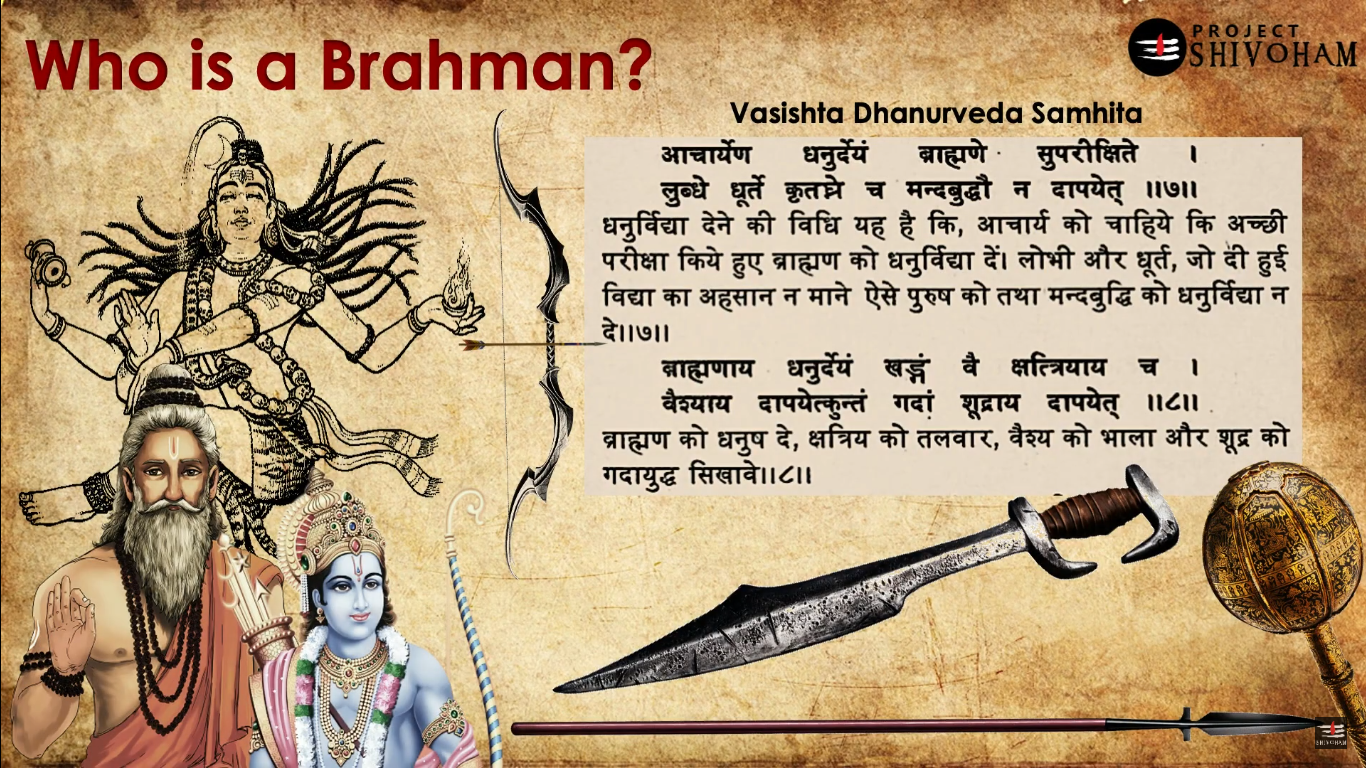 Who is a Brahman?
PROJECT
SHIVOHAM
Vasishta Dhanurveda Samhita
आचार्येण धनुर्देयं ब्राह्मणे सुपरीक्षिते ।
लुब्धे धूर्ते कृतघ्ने च मन्दबुद्धौ न दापयेत् ।।७।।
धनुर्विद्या देने की विधि यह है कि, आचार्य को चाहिये कि अच्छी
परीक्षा किये हुए ब्राह्मण को धनुर्विद्या दें। लोभी और धूर्त, जो दी हुई
विद्या का अहसान न माने ऐसे पुरुष को तथा मन्दबुद्धि को धनुर्विद्या न
दे।।७।।
ब्राह्मणाय धनुर्देयं खड्गं वै क्षत्त्रियाय च ।
वैश्याय दापयेत्कुन्तं गदां शूद्राय दापयेत् ।।८।।
ब्राह्मण को धनुष दे, क्षत्रिय को तलवार, वैश्य को भाला और शूद्र को
गदायुद्ध सिखावे।।८।।
SHIVOHAM